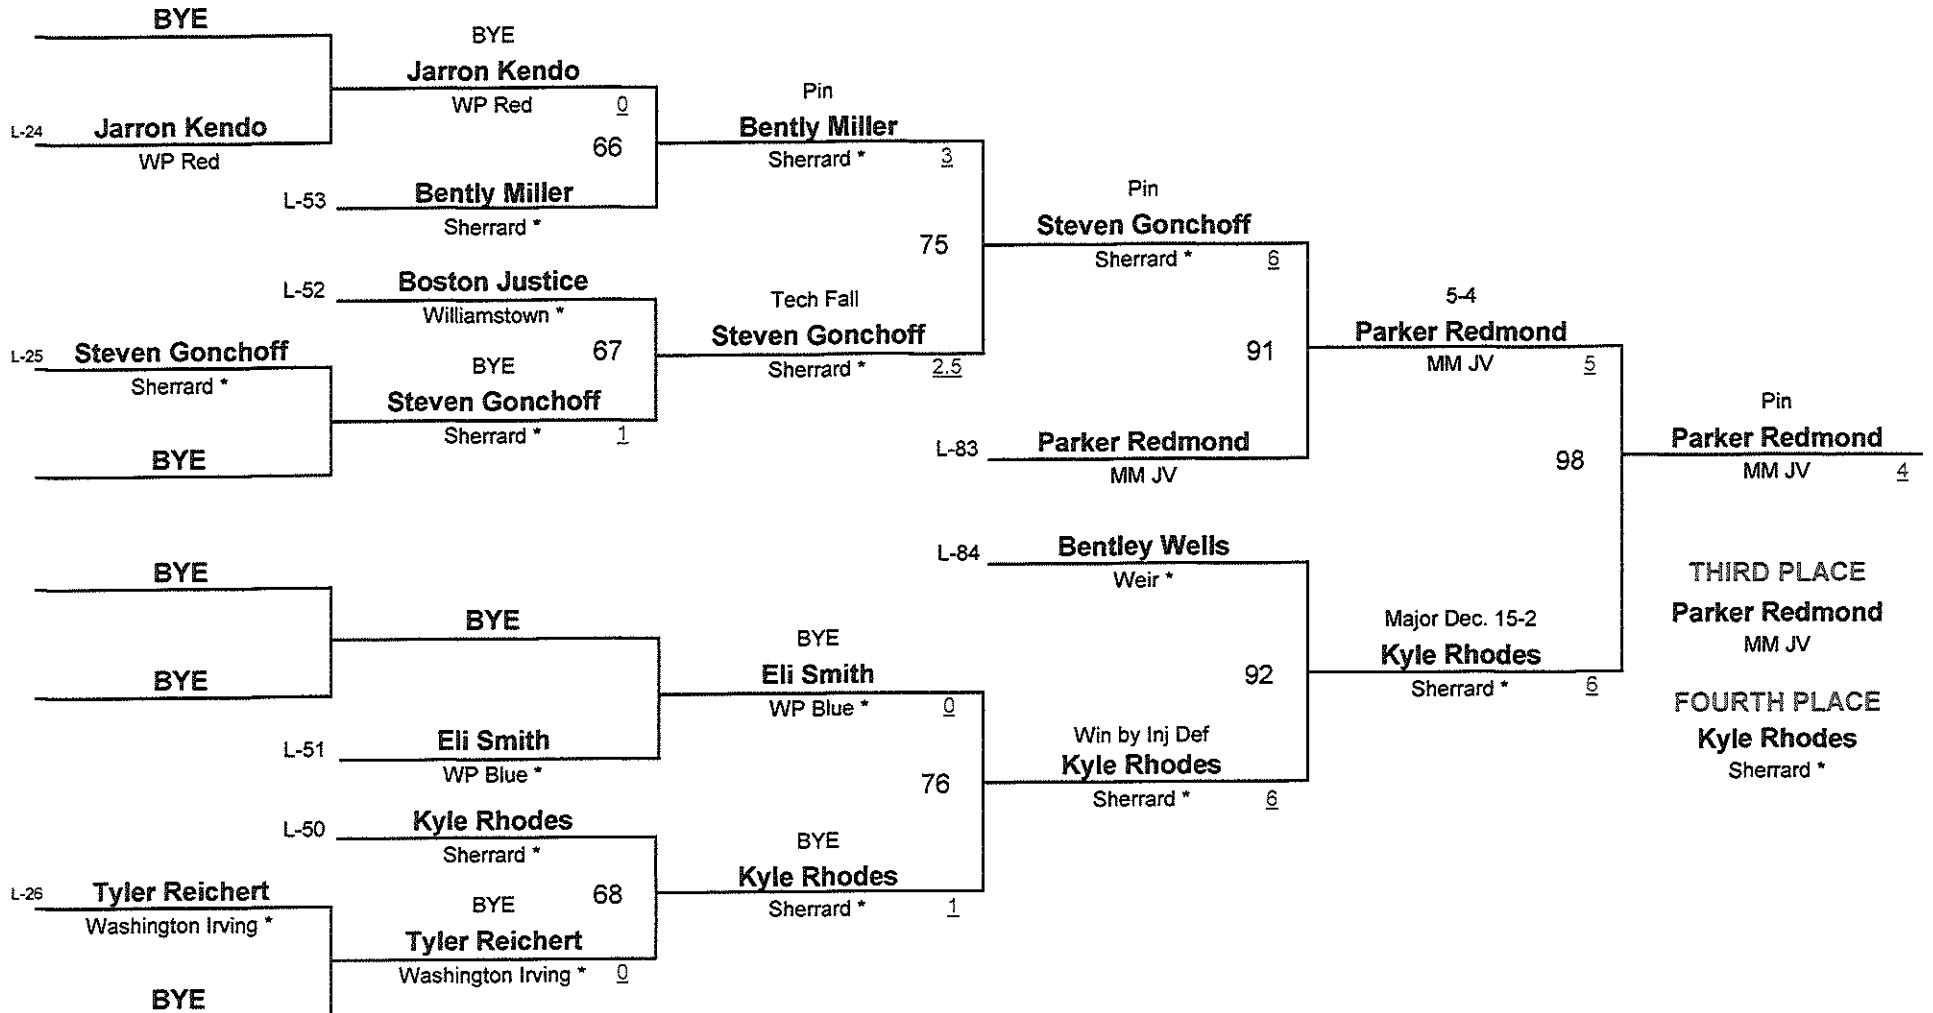 BYE
L-24 Jarron Kendo
WP Red
L-25 Steven Gonchoff
Sherrard *
BYE
BYE
BYE
L-26 Tyler Reichert
Washington Irving *
BYE
BYE
Jarron Kendo
WP Red 0
66
L-53 Bently Miller
Sherrard *
L-52 Boston Justice
Williamstown *
67
BYE
Steven Gonchoff
Sherrard * 1
BYE
L-51 Eli Smith
WP Blue *
L-50 Kyle Rhodes
Sherrard *
68
BYE
Tyler Reichert
Washington Irving * 0
Pin
Bently Miller
Sherrard * 3
75
Tech Fall
Steven Gonchoff
Sherrard * 2.5
BYE
Eli Smith
WP Blue * 0
76
BYE
Kyle Rhodes
Sherrard * 1
Pin
Steven Gonchoff
Sherrard * 6
91
L-83 Parker Redmond
MM JV
L-84 Bentley Wells
Weir *
92
Win by Inj Def
Kyle Rhodes
Sherrard * 6
5-4
Parker Redmond
MM JV 5
98
Major Dec. 15-2
Kyle Rhodes
Sherrard * 6
Pin
Parker Redmond
MM JV 4
THIRD PLACE
Parker Redmond
MM JV
FOURTH PLACE
Kyle Rhodes
Sherrard *